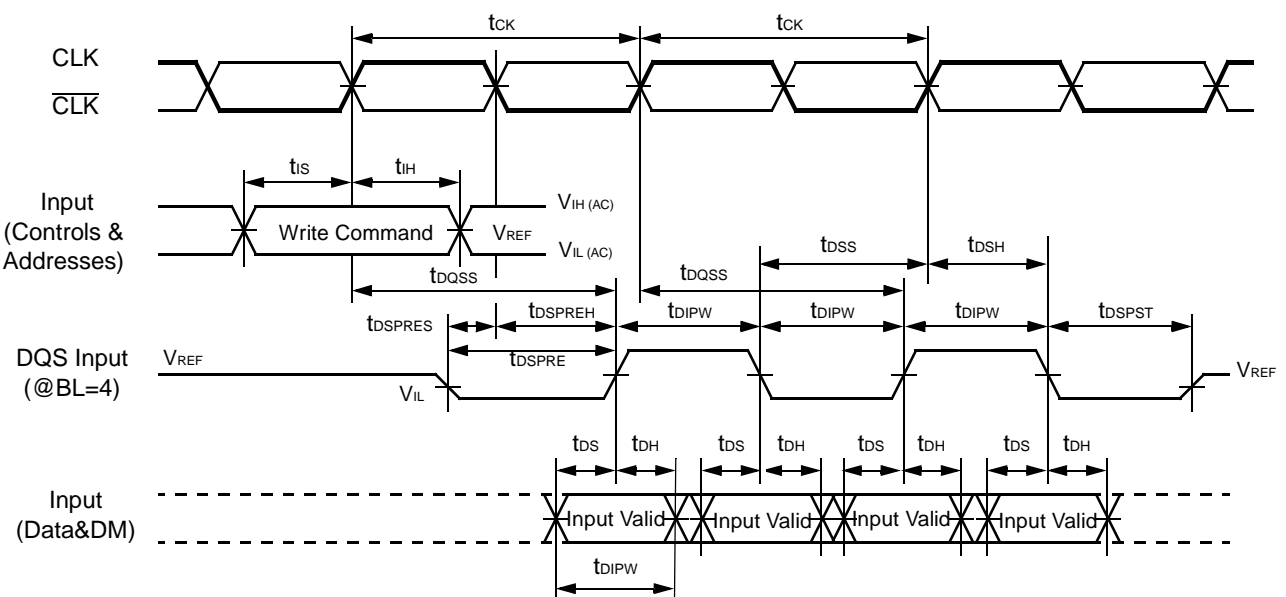 tCK tCK
CLK
CLK
tIS tIH
Input
(Controls &
Addresses)
Write Command
VIH (AC)
VREF
VIL (AC)
tDSS tDSH
tDQSS tDQSS
tDSPRES tDSPREH tDIPW tDIPW tDIPW tDSPST
tDSPRE
DQS Input
(@BL=4)
VREF
VIL
VREF
tDS tDH tDS tDH tDS tDH tDS tDH
Input
(Data&DM)
Input Valid Input Valid Input Valid Input Valid
tDIPW